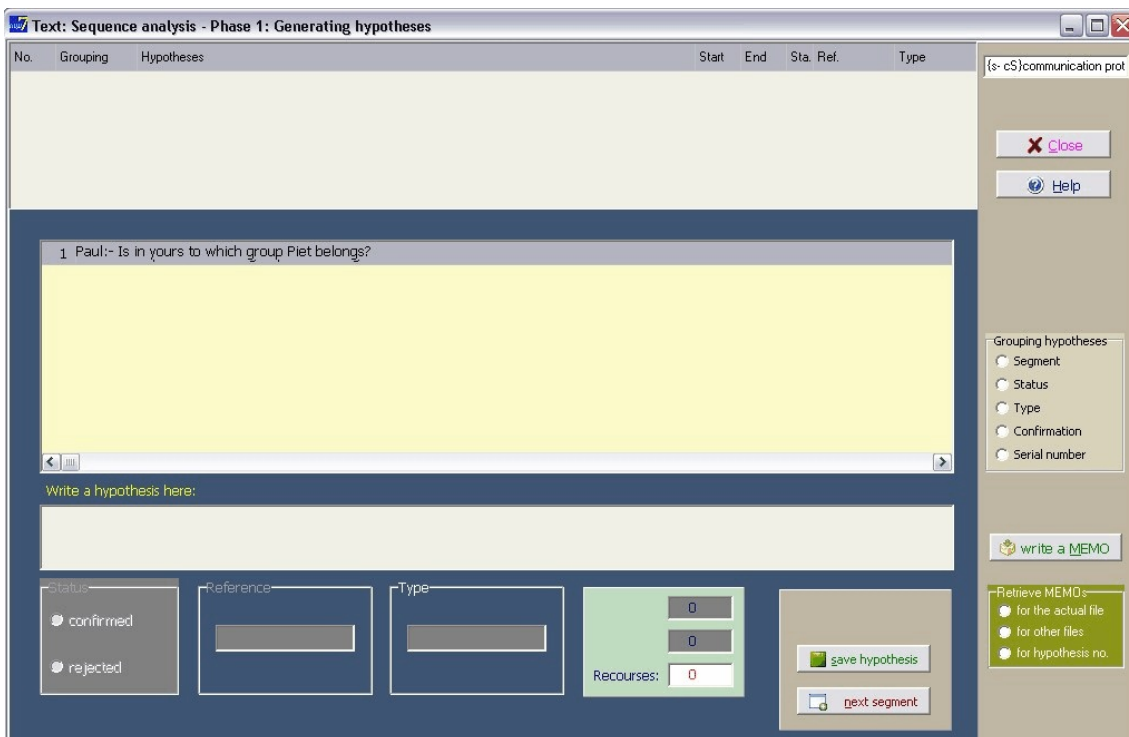 Text: Sequence analysis - Phase 1: Generating hypotheses
No. Grouping Hypotheses Start End Sta. Ref. Type
{s- cS}communication prot
Close
Help
1 Paul:- Is in yours to which group Piet belongs?
Grouping hypotheses
Segment
Status
Type
Confirmation
Serial number
Write a hypothesis here:
write a MEMO
Status
confirmed
rejected
Reference
Type
0
0
Recourses: 0
save hypothesis
next segment
Retrieve MEMOs
for the actual file
for other files
for hypothesis no.